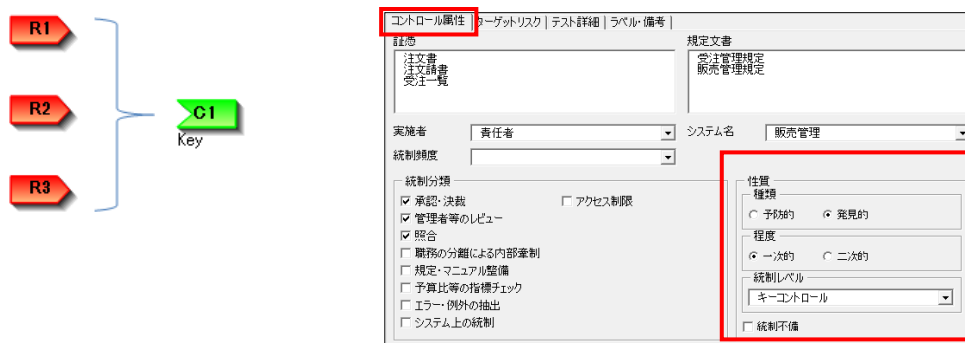 R1
R2
R3
C1
Key
コントロール属性 ターゲットリスク テスト詳細 ラベル・備考
証憑
注文書
注文請書
受注一覧
規定文書
受注管理規定
販売管理規定
実施者 責任者
システム名 販売管理
統制頻度
統制分類
承認・決裁
アクセス制限
管理者等のレビュー
照合
職務の分離による内部牽制
規定・マニュアル整備
予算比等の指標チェック
エラー・例外の抽出
システム上の統制
性質
種類
予防的 発見的
程度
一次的 二次的
統制レベル
キーコントロール
統制不備